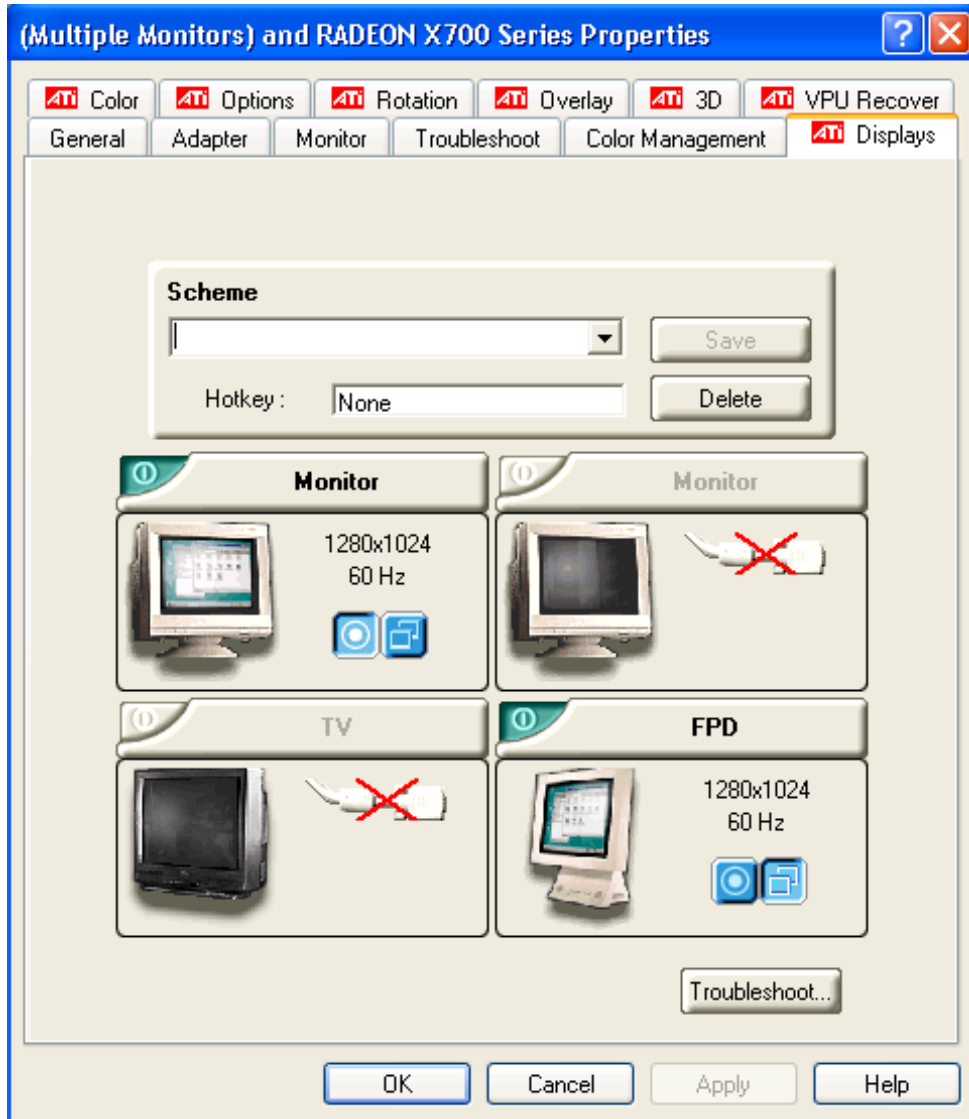 (Multiple Monitors) and RADEON X700 Series Properties
ATI Color ATI Options ATI Rotation ATI Overlay ATI 3D ATI VPU Recover
General Adapter Monitor Troubleshoot Color Management ATI Displays
Scheme
Save
Hotkey : None Delete
Monitor
1280x1024
60 Hz
Monitor
TV
FPD
1280x1024
60 Hz
Troubleshoot...
OK Cancel Apply Help